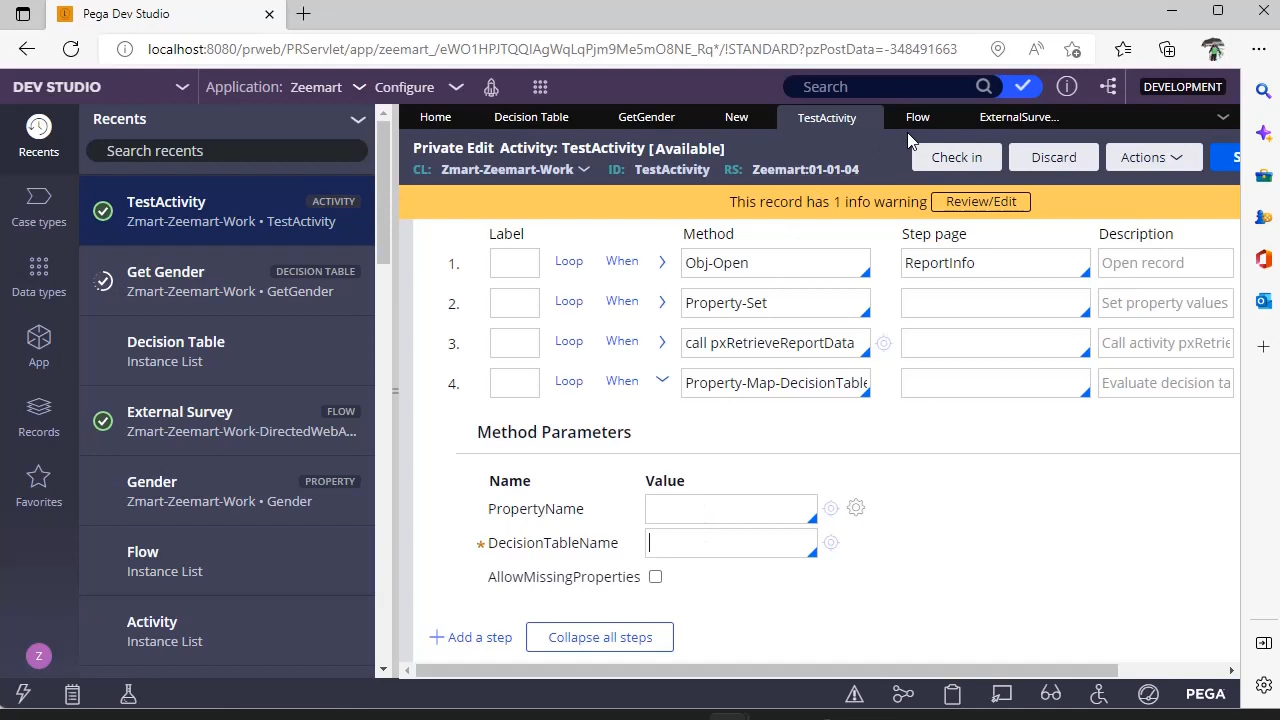 Pega Dev Studio
localhost:8080/prweb/PRServlet/app/zeemart_/eWO1HPJTQQIAgWqLqPjm9Me5mO8NE_Rq*/!STANDARD?pzPostData=-348491663
DEV STUDIO
Application: Zeemart
Configure
Search
DEVELOPMENT
Recents
Home
Decision Table
GetGender
New
TestActivity
Flow
ExternalSurve...
Recents
Search recents
Case types
Data types
App
Records
Favorites
Z
TestActivity
ACTIVITY
Zmart-Zeemart-Work • TestActivity
Get Gender
DECISION TABLE
Zmart-Zeemart-Work • GetGender
Decision Table
Instance List
External Survey
FLOW
Zmart-Zeemart-Work-DirectedWebA...
Gender
PROPERTY
Zmart-Zeemart-Work • Gender
Flow
Instance List
Activity
Instance List
Private Edit Activity: TestActivity [Available]
CL: Zmart-Zeemart-Work ID: TestActivity RS: Zeemart:01-01-04
Check in
Discard
Actions
S
This record has 1 info warning
Review/Edit
Label Method Step page Description
1. Loop When Obj-Open ReportInfo Open record
2. Loop When Property-Set Set property values
3. Loop When call pxRetrieveReportData Call activity pxRetrie
4. Loop When Property-Map-DecisionTable Evaluate decision ta
Method Parameters
Name Value
PropertyName
* DecisionTableName
AllowMissingProperties
Add a step
Collapse all steps
PEGA